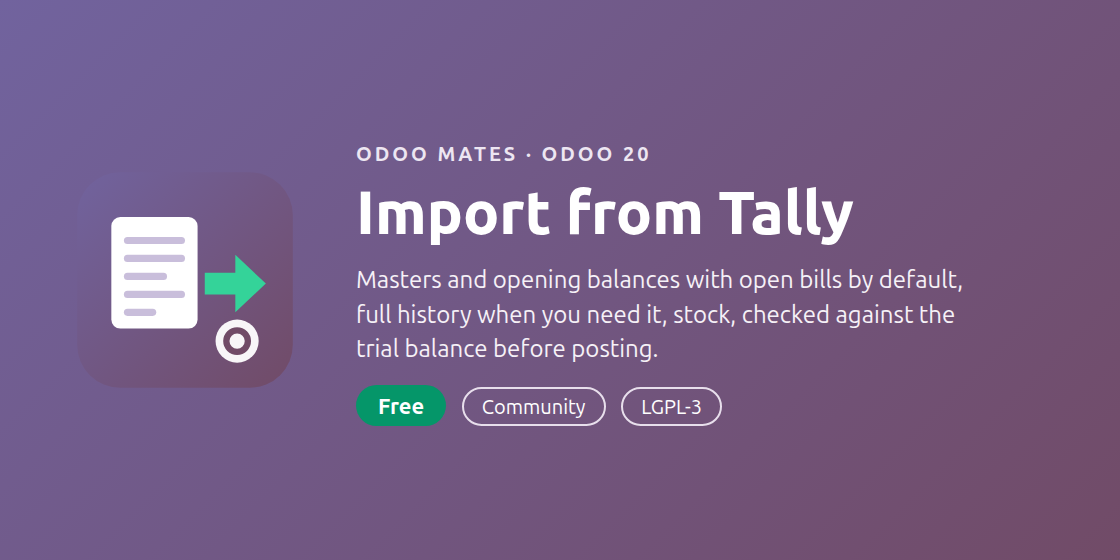 ODOO MATES · ODOO 20
Import from Tally
Masters and opening balances with open bills by default,
full history when you need it, stock, checked against the
trial balance before posting.
Free
Community
LGPL-3